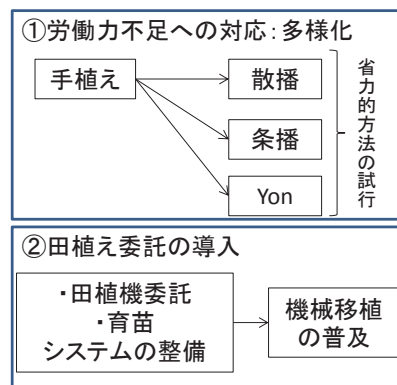 ①労働力不足への対応：多様化
手植え
散播
条播
Yon
省力的方法の試行
②田植え委託の導入
・田植機委託
・育苗
システムの整備
機械移植
の普及